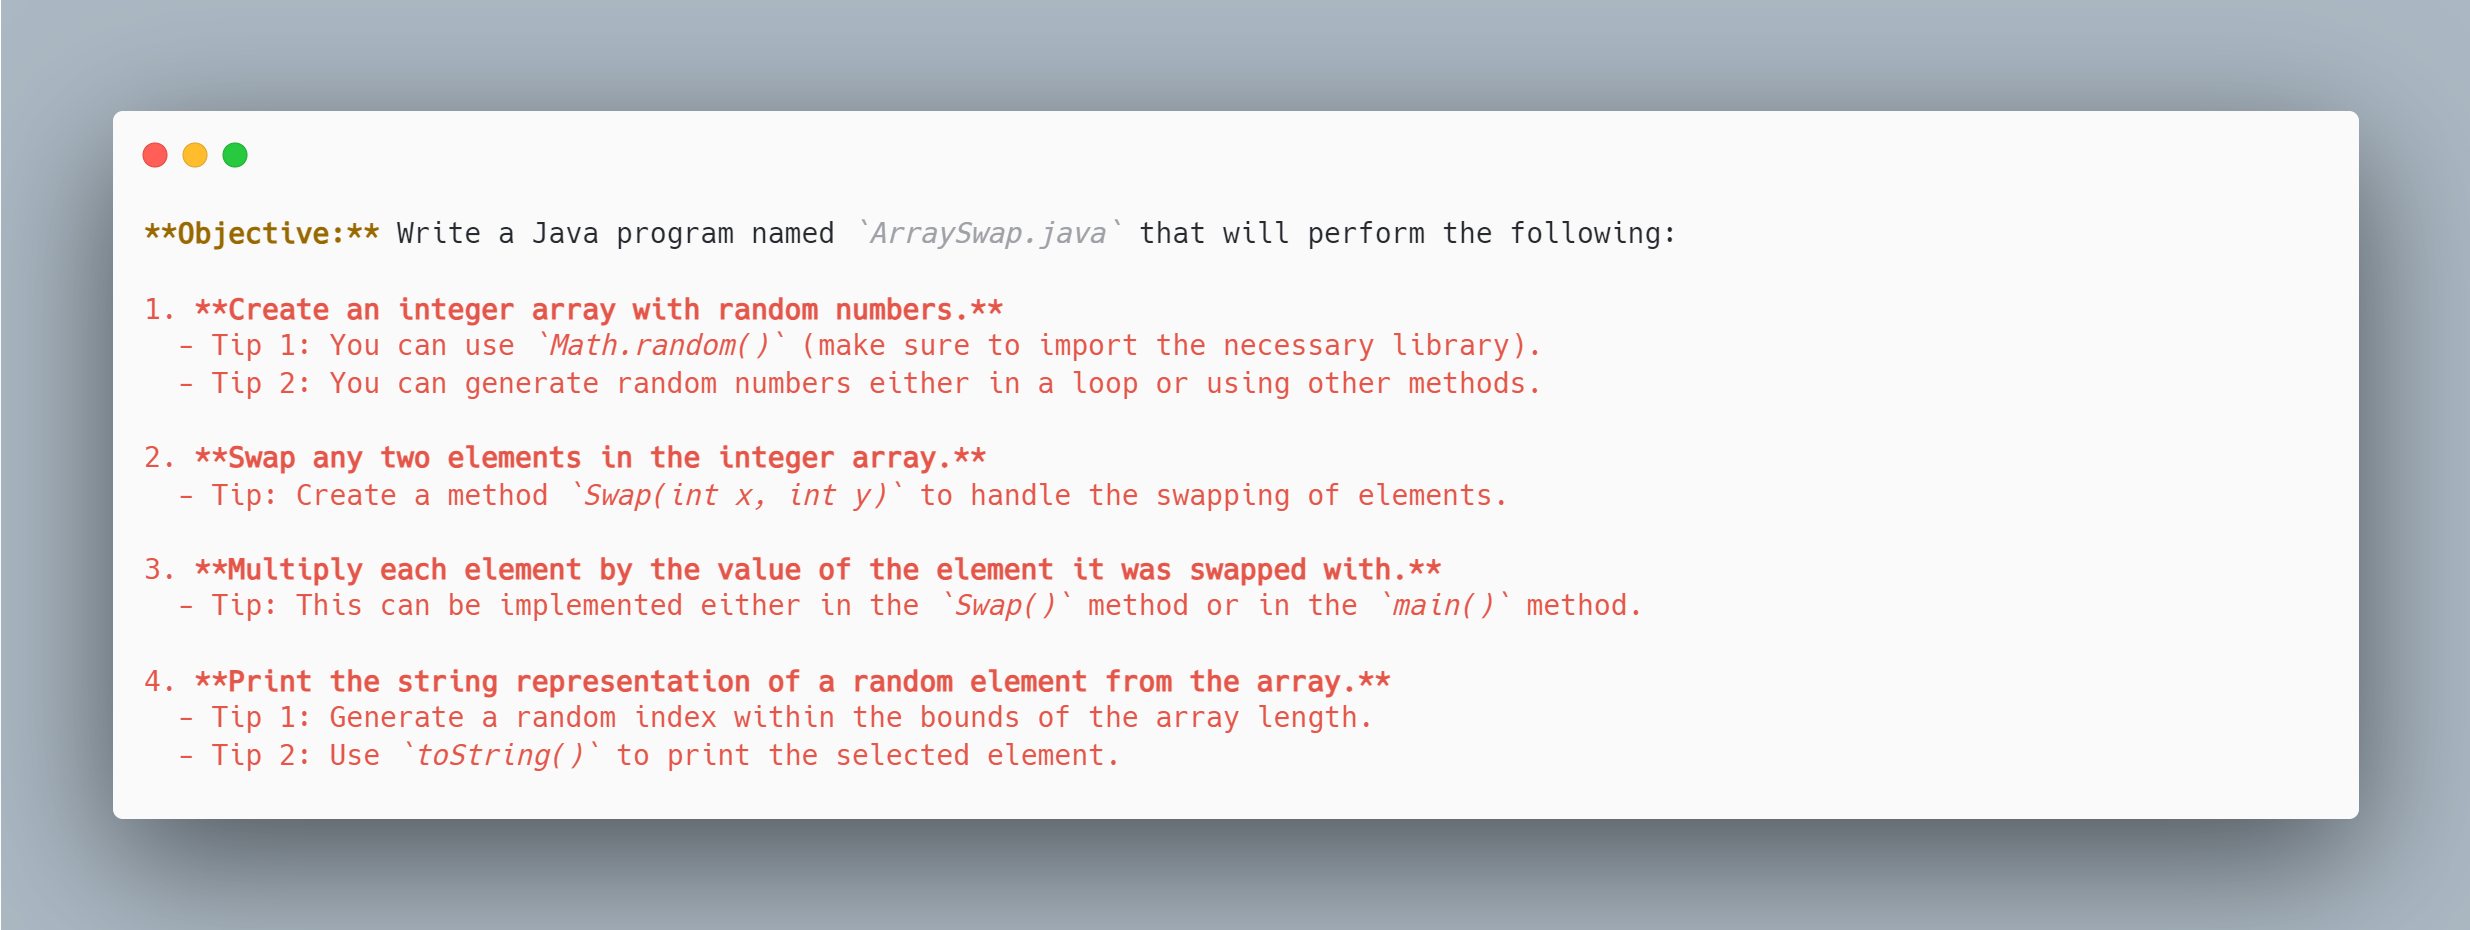 **Objective:** Write a Java program named `ArraySwap.java` that will perform the following:
1. **Create an integer array with random numbers.**
- Tip 1: You can use `Math.random()` (make sure to import the necessary library).
- Tip 2: You can generate random numbers either in a loop or using other methods.
2. **Swap any two elements in the integer array.**
- Tip: Create a method `Swap(int x, int y)` to handle the swapping of elements.
3. **Multiply each element by the value of the element it was swapped with.**
- Tip: This can be implemented either in the `Swap()` method or in the `main()` method.
4. **Print the string representation of a random element from the array.**
- Tip 1: Generate a random index within the bounds of the array length.
- Tip 2: Use `toString()` to print the selected element.